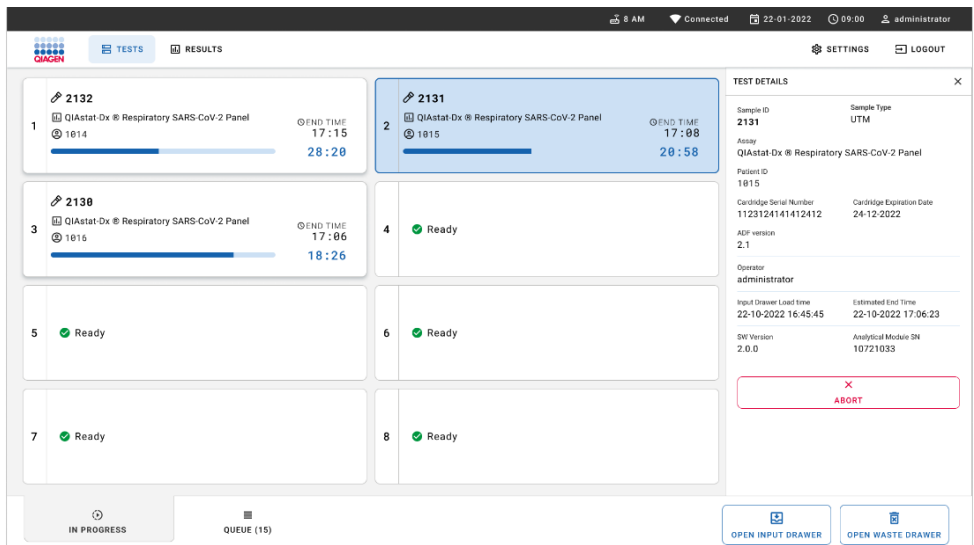 8 AM Connected 22-01-2022 09:00 administrator
QIAGEN TESTS RESULTS SETTINGS LOGOUT
1
2132
QIAstat-Dx ® Respiratory SARS-CoV-2 Panel
1014
END TIME
17:15
28:20
2
2131
QIAstat-Dx ® Respiratory SARS-CoV-2 Panel
1015
END TIME
17:08
20:58
3
2130
QIAstat-Dx ® Respiratory SARS-CoV-2 Panel
1016
END TIME
17:06
18:26
4 Ready
5 Ready
6 Ready
7 Ready
8 Ready
TEST DETAILS
Sample ID Sample Type
2131 UTM
Assay
QIAstat-Dx ® Respiratory SARS-CoV-2 Panel
Patient ID
1015
Cardridge Serial Number Cardridge Expiration Date
1123124141412412 24-12-2022
ADF version
2.1
Operator
administrator
Input Drawer Load time Estimated End Time
22-10-2022 16:45:45 22-10-2022 17:06:23
SW Version Analytical Module SN
2.0.0 10721033
ABORT
IN PROGRESS QUEUE (15)
OPEN INPUT DRAWER OPEN WASTE DRAWER